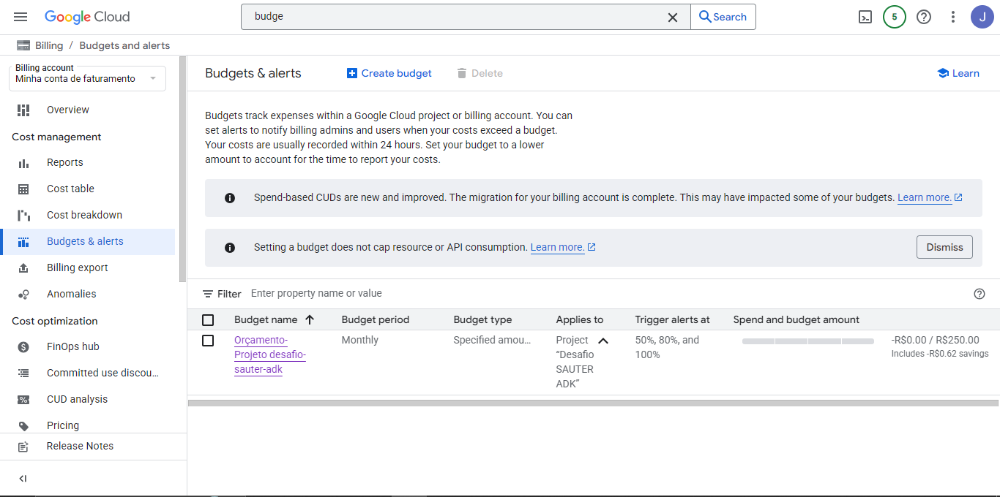 Google Cloud
budge
Search
5
J
Billing / Budgets and alerts
Billing account
Minha conta de faturamento
Overview
Cost management
Reports
Cost table
Cost breakdown
Budgets & alerts
Billing export
Anomalies
Cost optimization
FinOps hub
Committed use discou...
CUD analysis
Pricing
Release Notes
Budgets & alerts
Create budget
Delete
Learn
Budgets track expenses within a Google Cloud project or billing account. You can
set alerts to notify billing admins and users when your costs exceed a budget.
Your costs are usually recorded within 24 hours. Set your budget to a lower
amount to account for the time to report your costs.
Spend-based CUDs are new and improved. The migration for your billing account is complete. This may have impacted some of your budgets. Learn more.
Setting a budget does not cap resource or API consumption. Learn more.
Dismiss
Filter Enter property name or value
Budget name Budget period Budget type Applies to Trigger alerts at Spend and budget amount
Orçamento-
Projeto desafio-
sauter-adk
Monthly
Specified amou...
Project
“Desafio
SAUTER
ADK”
50%, 80%, and
100%
-R$0.00 / R$250.00
Includes -R$0.62 savings